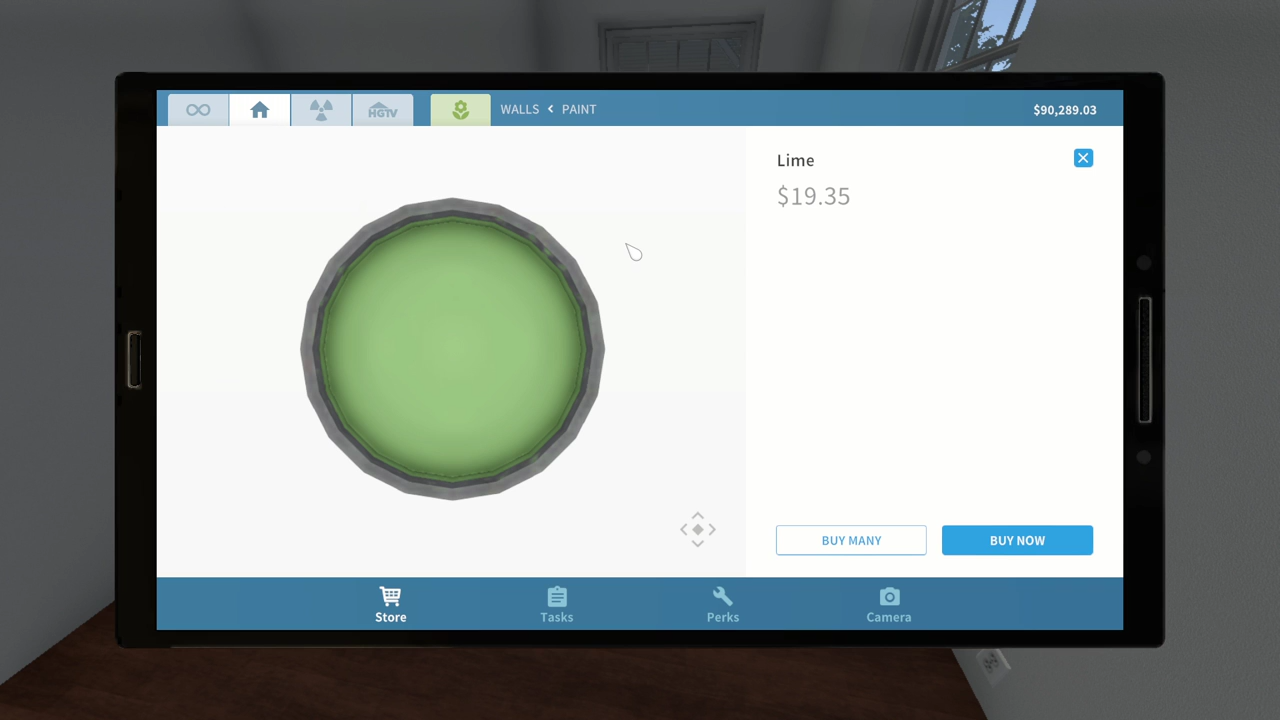 HGTV
WALLS < PAINT
$90,289.03
Lime
$19.35
BUY MANY
BUY NOW
Store
Tasks
Perks
Camera